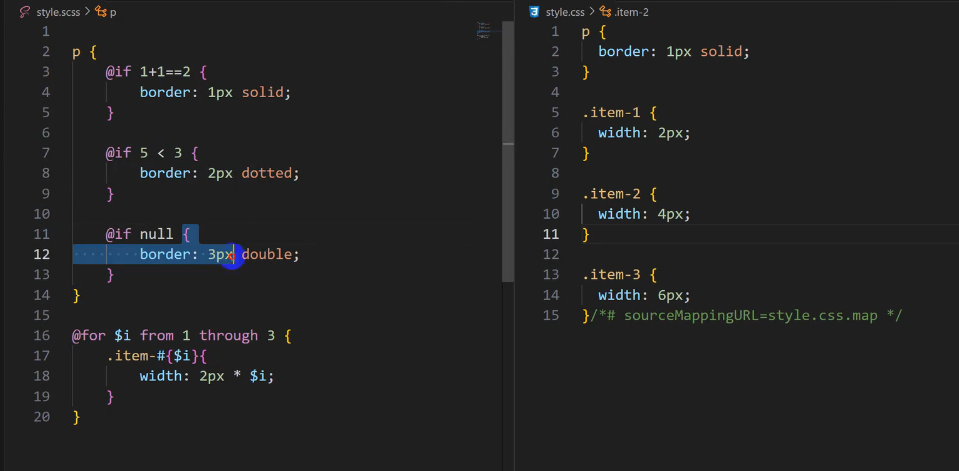 style.scss > p
1
2 p {
3 @if 1+1==2 {
4 border: 1px solid;
5 }
6
7 @if 5 < 3 {
8 border: 2px dotted;
9 }
10
11 @if null {
12 border: 3px double;
13 }
14 }
15
16 @for $i from 1 through 3 {
17 .item-#{$i}{
18 width: 2px * $i;
19 }
20 }
style.css > .item-2
1 p {
2 border: 1px solid;
3 }
4
5 .item-1 {
6 width: 2px;
7 }
8
9 .item-2 {
10 width: 4px;
11 }
12
13 .item-3 {
14 width: 6px;
15 }/*# sourceMappingURL=style.css.map */